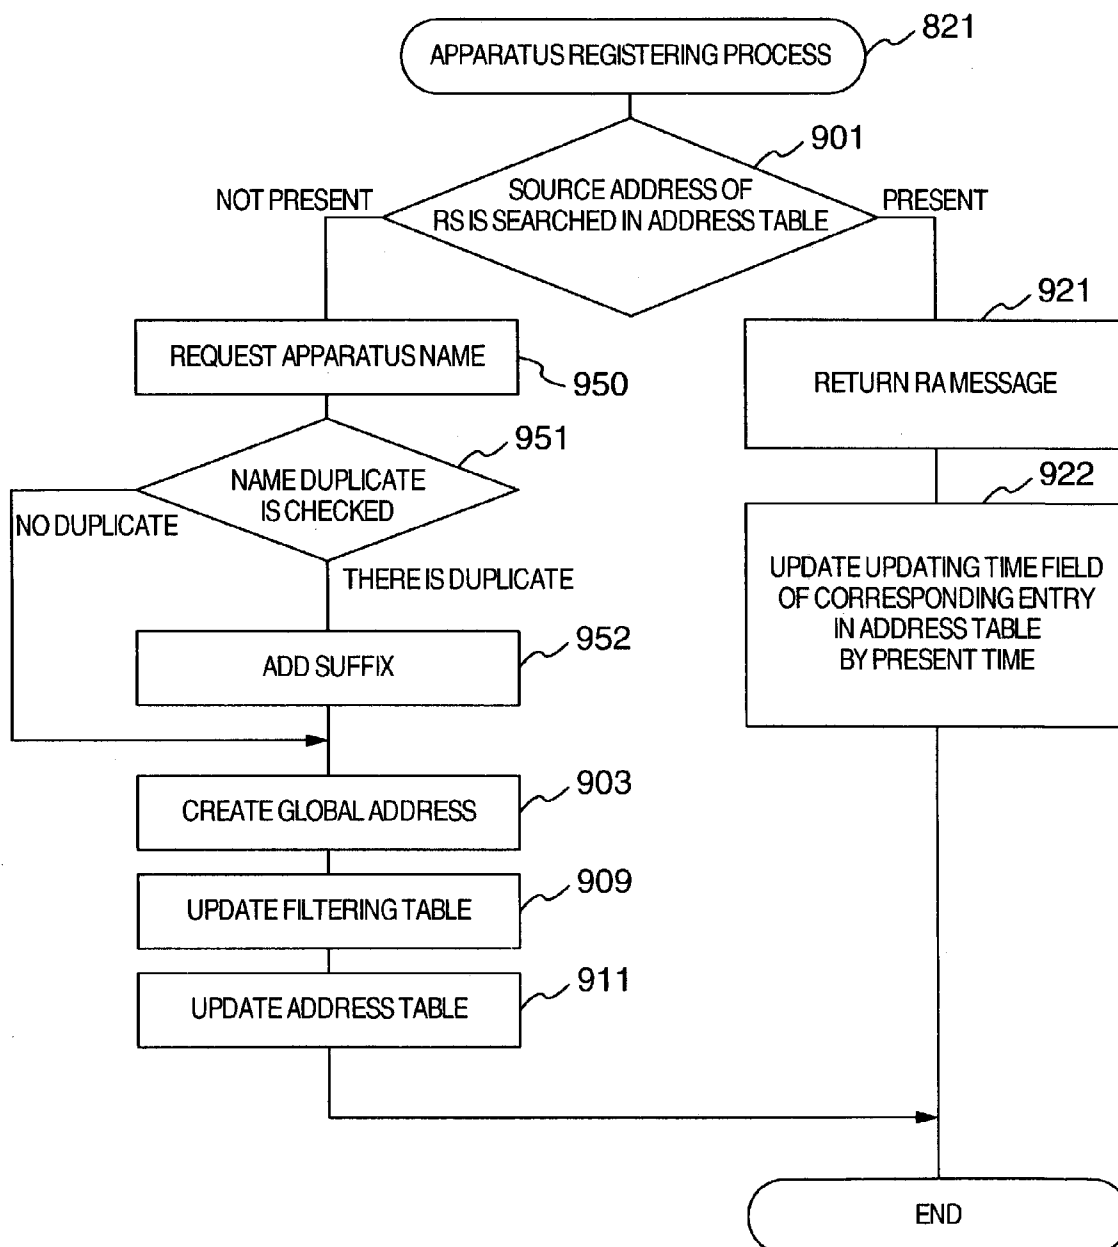 APPARATUS REGISTERING PROCESS
821
901
SOURCE ADDRESS OF
RS IS SEARCHED IN ADDRESS TABLE
NOT PRESENT
PRESENT
921
REQUEST APPARATUS NAME
950
RETURN RA MESSAGE
951
NAME DUPLICATE
IS CHECKED
NO DUPLICATE
THERE IS DUPLICATE
922
UPDATE UPDATING TIME FIELD
OF CORRESPONDING ENTRY
IN ADDRESS TABLE
BY PRESENT TIME
952
ADD SUFFIX
903
CREATE GLOBAL ADDRESS
909
UPDATE FILTERING TABLE
911
UPDATE ADDRESS TABLE
END